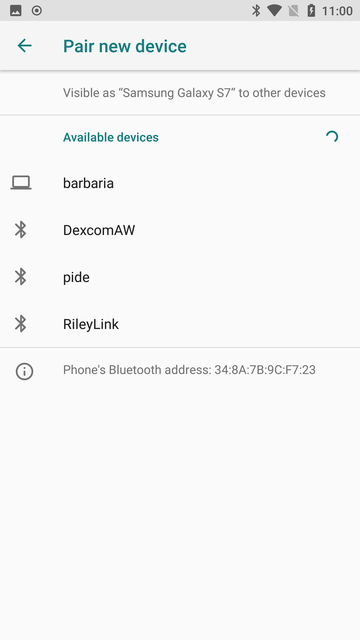 11:00
Pair new device
Visible as “Samsung Galaxy S7” to other devices
Available devices
barbaria
DexcomAW
pide
RileyLink
Phone's Bluetooth address: 34:8A:7B:9C:F7:23